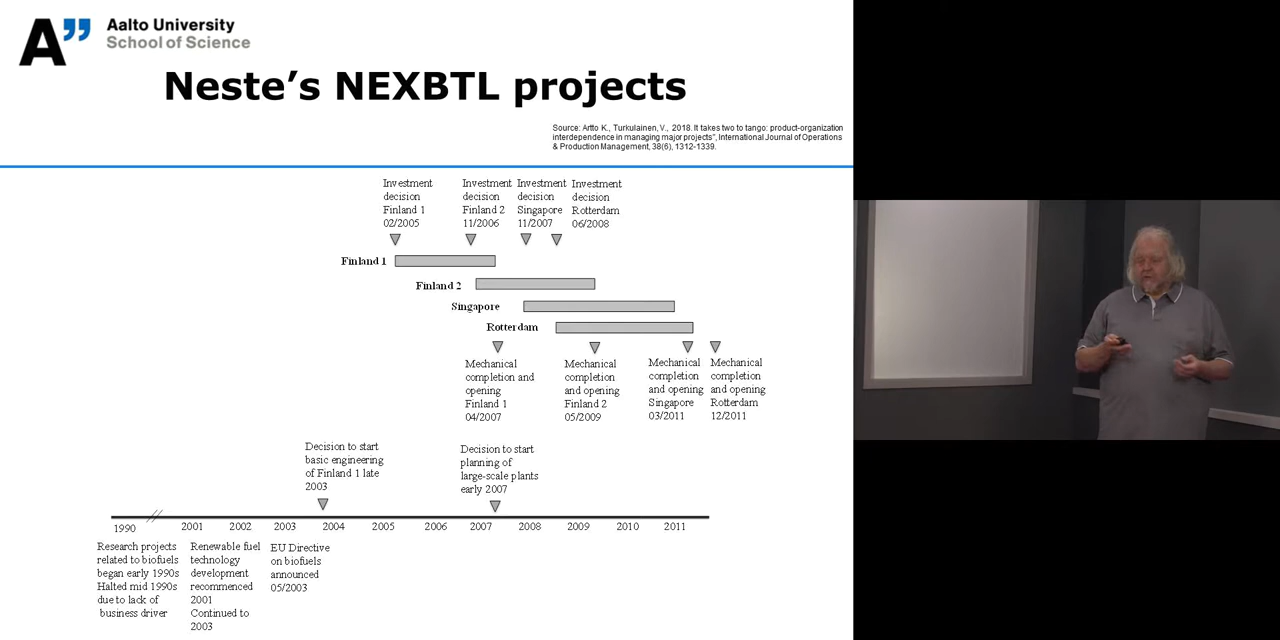 A”
Aalto University
School of Science
Neste’s NEXBTL projects
Source: Artto K., Turkulainen, V., 2018. It takes two to tango: product-organization
interdependence in managing major projects”, International Journal of Operations
& Production Management, 38(6), 1312-1339.
Investment
decision
Finland 1
02/2005
Investment
decision
Finland 2
11/2006
Investment
decision
Singapore
11/2007
Investment
decision
Rotterdam
06/2008
Finland 1
Finland 2
Singapore
Rotterdam
Mechanical
completion and
opening
Finland 1
04/2007
Mechanical
completion
and opening
Finland 2
05/2009
Mechanical
completion
and opening
Singapore
03/2011
Mechanical
completion
and opening
Rotterdam
12/2011
Decision to start
basic engineering
of Finland 1 late
2003
Decision to start
planning of
large-scale plants
early 2007
1990 2001 2002 2003 2004 2005 2006 2007 2008 2009 2010 2011
Research projects
related to biofuels
began early 1990s
Halted mid 1990s
due to lack of
business driver
Renewable fuel
technology
development
recommenced
2001
Continued to
2003
EU Directive
on biofuels
announced
05/2003